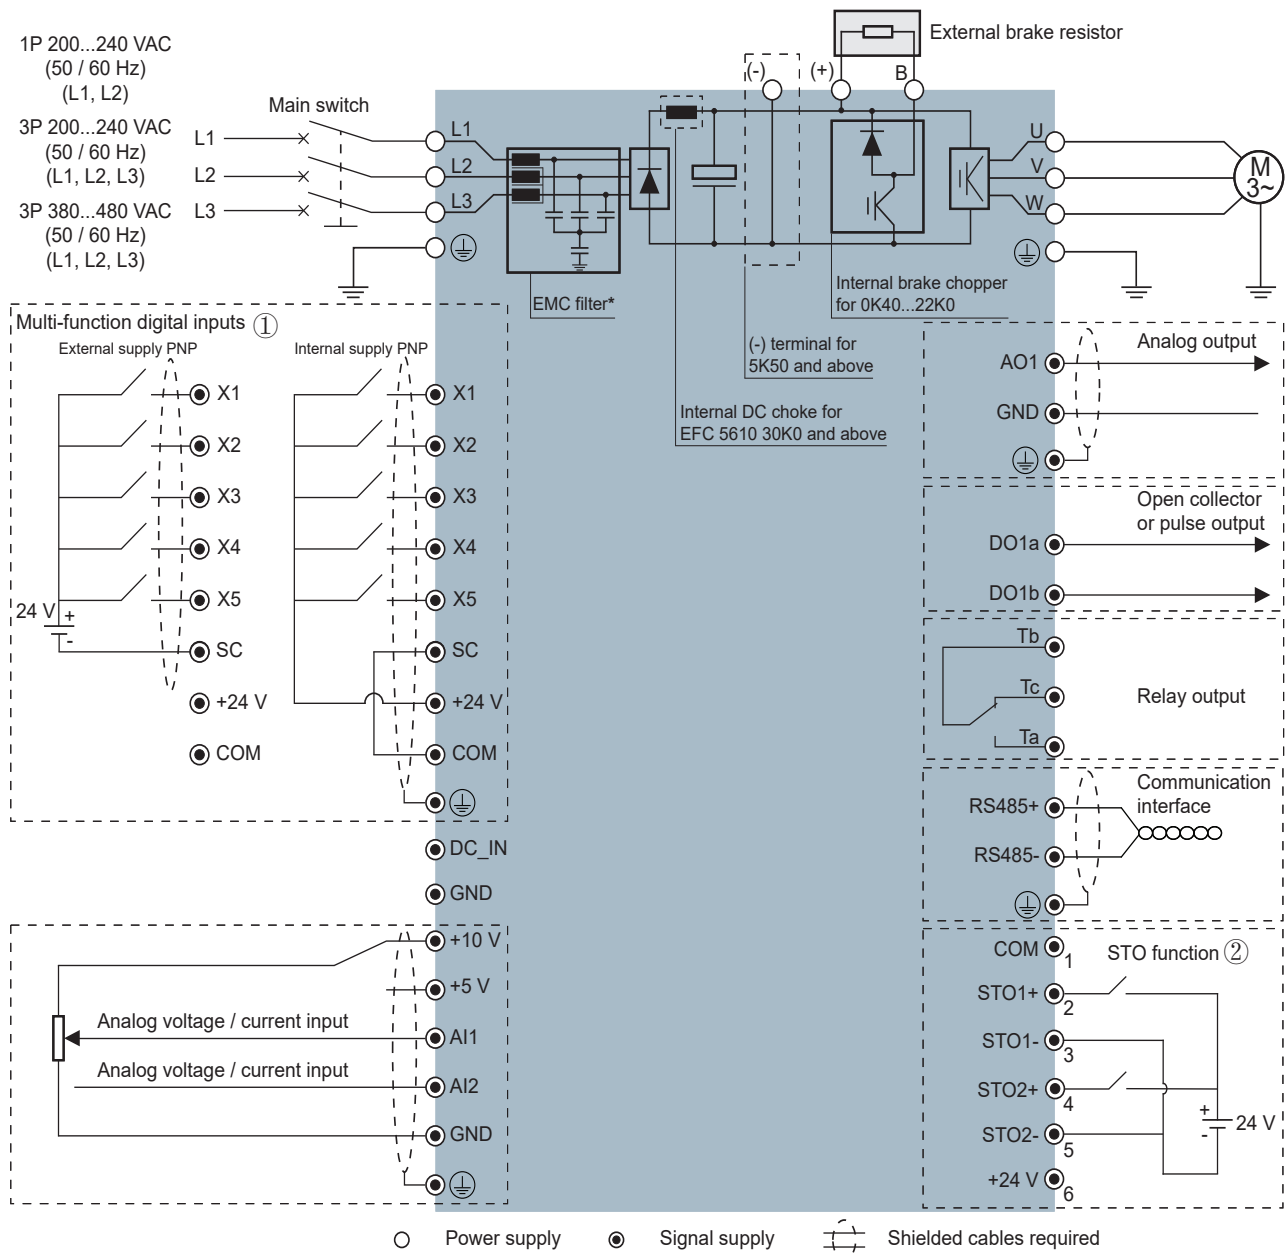 1P 200...240 VAC
(50 / 60 Hz)
(L1, L2)
3P 200...240 VAC
(50 / 60 Hz)
(L1, L2, L3)
3P 380...480 VAC
(50 / 60 Hz)
(L1, L2, L3)
Main switch
L1
L2
L3
L1
L2
L3
EMC filter*
External brake resistor
(-)
(+)
B
U
V
W
M
3~
Internal brake chopper
for 0K40...22K0
(-) terminal for
5K50 and above
Internal DC choke for
EFC 5610 30K0 and above
Multi-function digital inputs ①
External supply PNP
Internal supply PNP
X1
X2
X3
X4
X5
24 V
+
-
SC
+24 V
COM
X1
X2
X3
X4
X5
SC
+24 V
COM
DC_IN
GND
+10 V
+5 V
Analog voltage / current input
AI1
Analog voltage / current input
AI2
GND
Analog output
AO1
GND
Open collector
or pulse output
DO1a
DO1b
Tb
Tc
Ta
Relay output
Communication
interface
RS485+
RS485-
STO function ②
COM
1
STO1+
2
STO1-
3
STO2+
4
STO2-
5
+24 V
6
+
-
24 V
Power supply
Signal supply
Shielded cables required